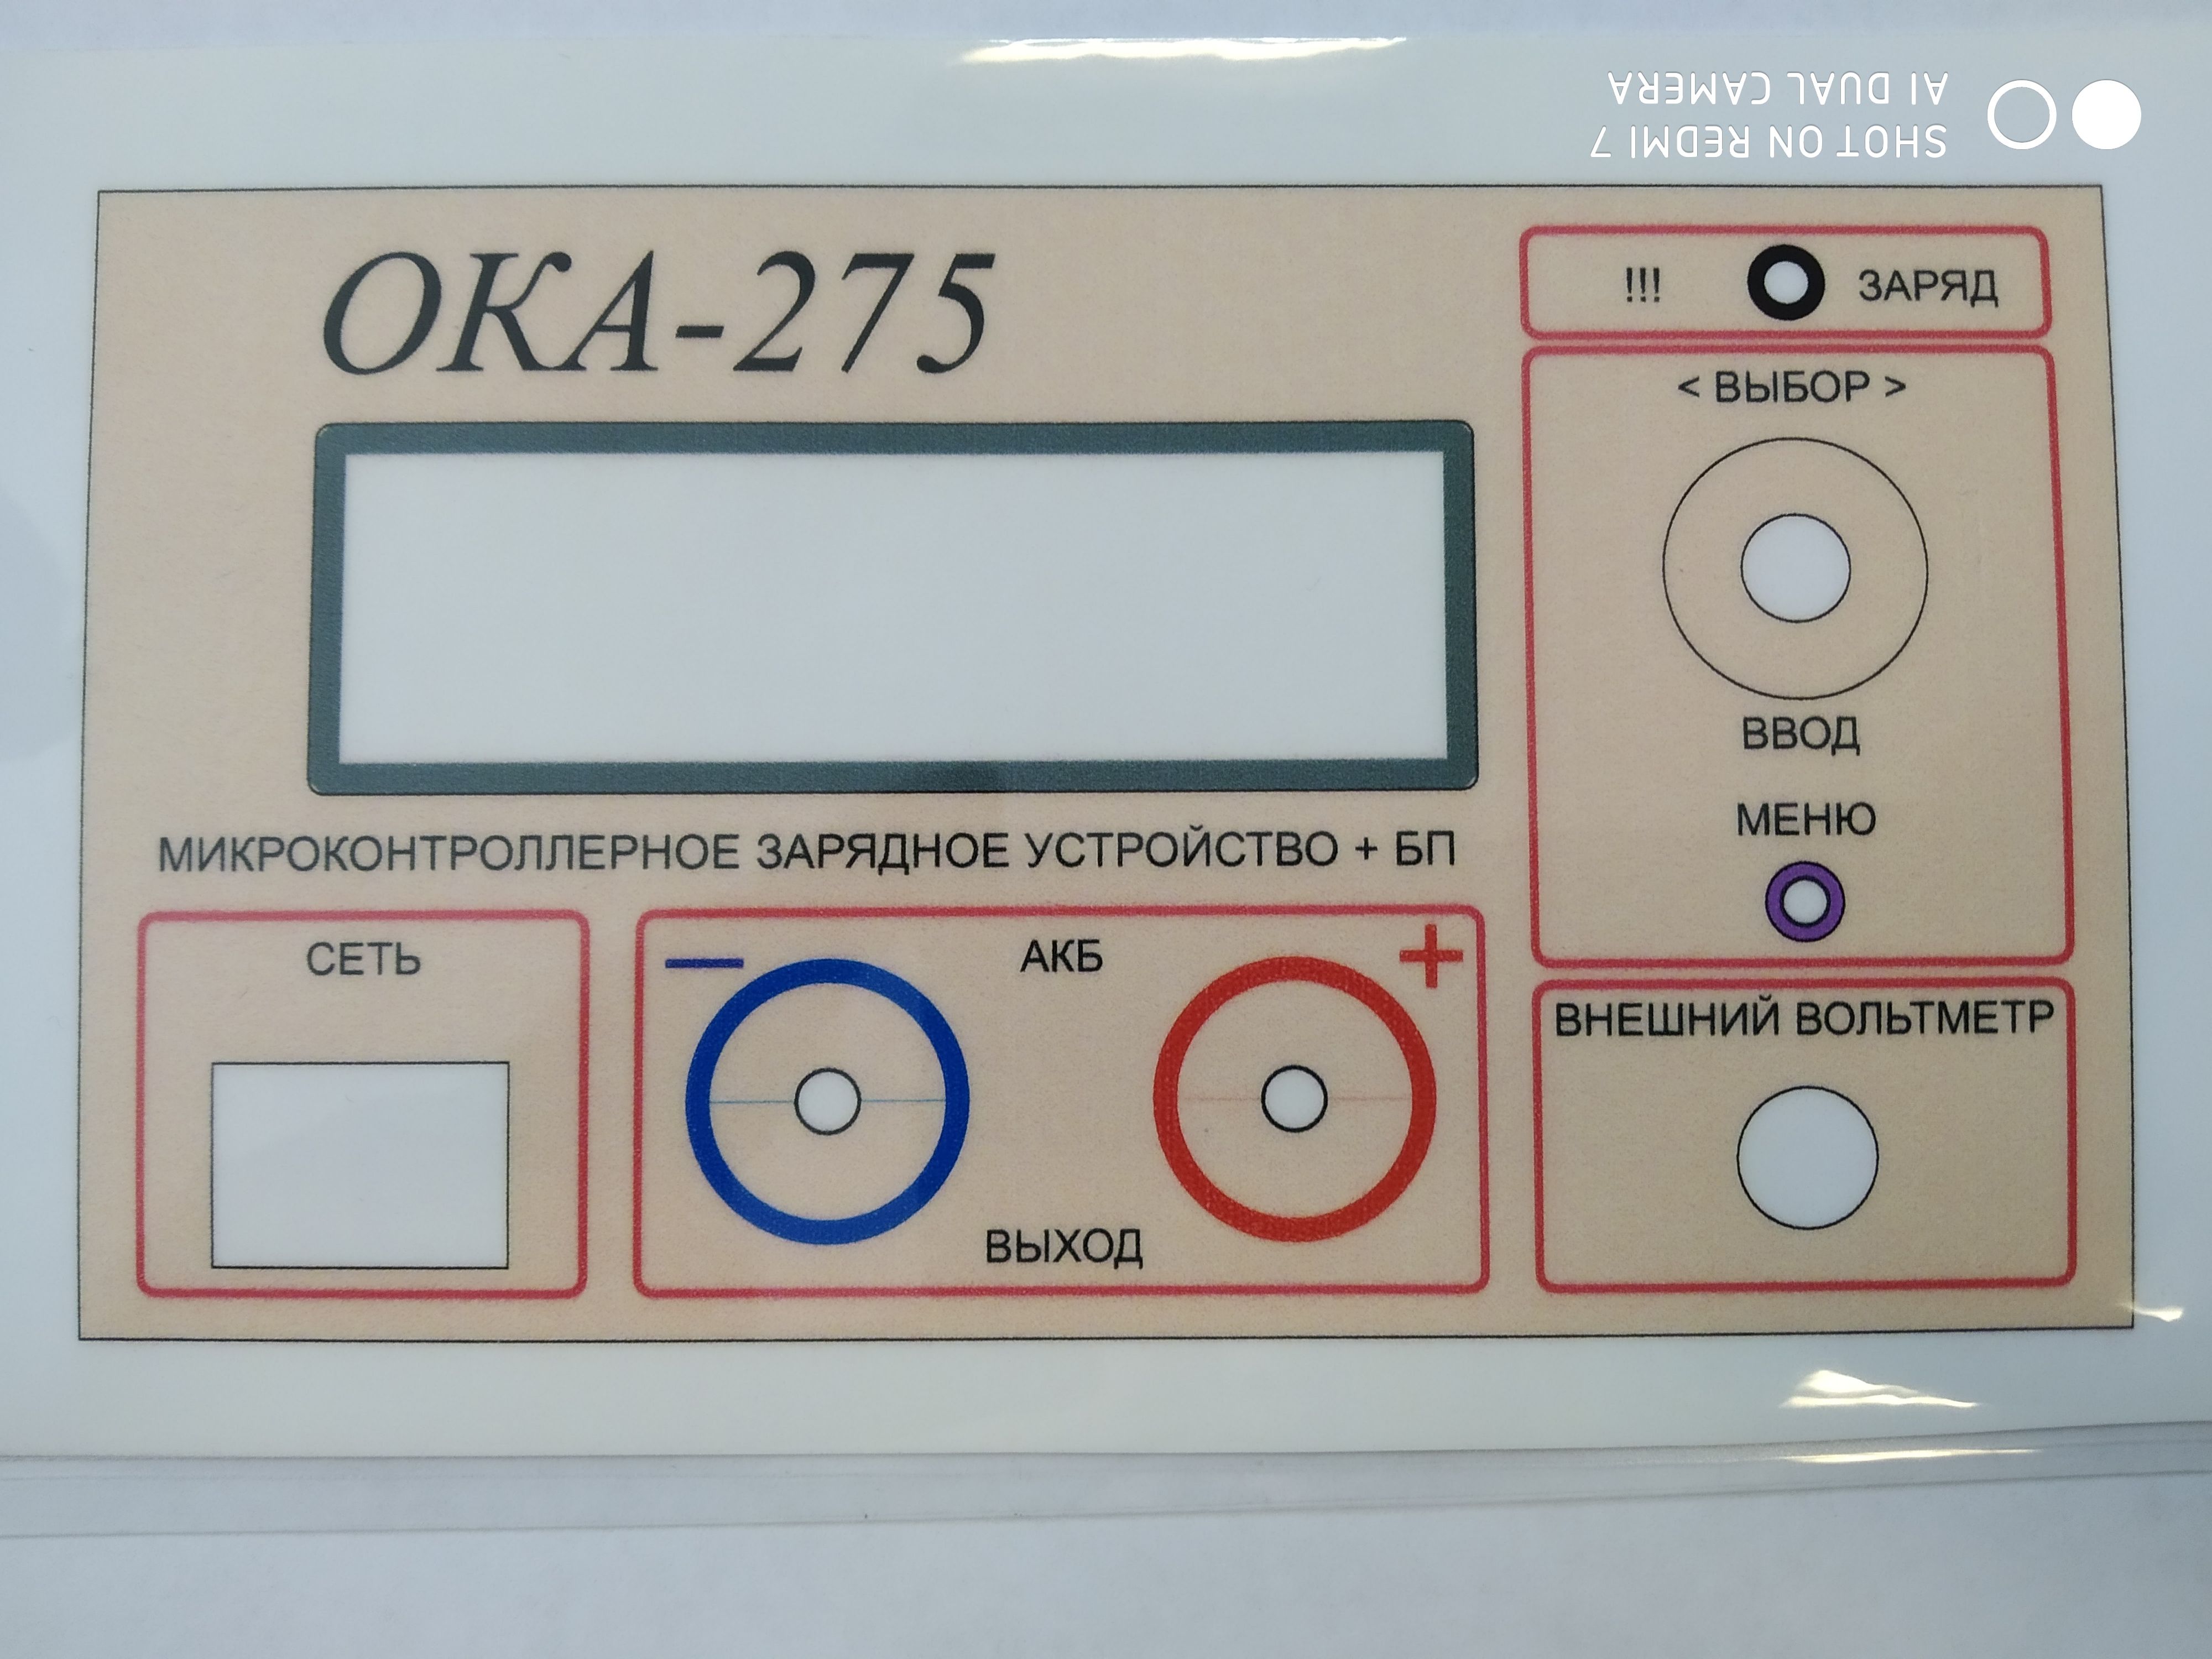 SHOT ON REDMI 7
AI DUAL CAMERA
ОКА-275
!!! ЗАРЯД
< ВЫБОР >
ВВОД
МЕНЮ
МИКРОКОНТРОЛЛЕРНОЕ ЗАРЯДНОЕ УСТРОЙСТВО + БП
СЕТЬ
− АКБ +
ВЫХОД
ВНЕШНИЙ ВОЛЬТМЕТР